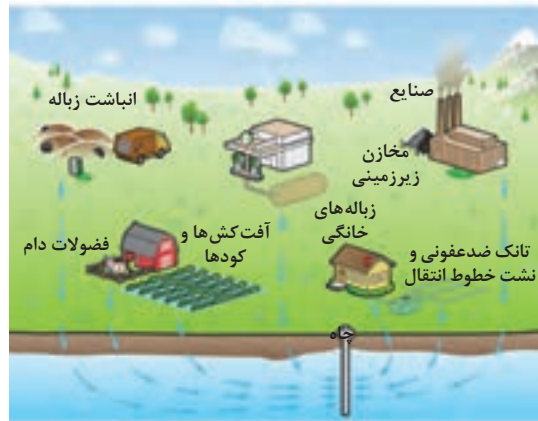 صنایع
انباشت زباله
مخازن
زیرزمینی
زباله‌های
خانگی
آفت‌کش‌ها و
کودها
فضولات دام
تانک ضدعفونی و
نشت خطوط انتقال
چاه